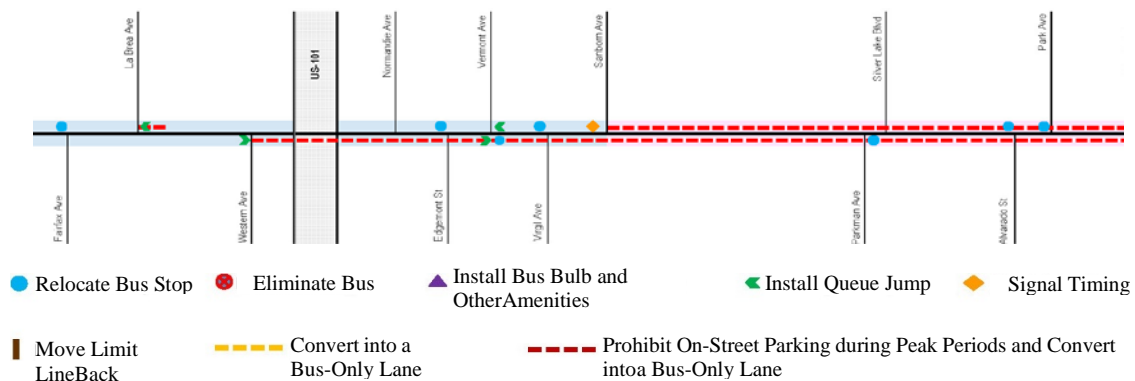 La Brea Ave
US-101
Normandie Ave
Vermont Ave
Sanborn Ave
Silver Lake Blvd
Park Ave
Fairfax Ave
Western Ave
Edgemont St
Virgil Ave
Parkman Ave
Alvarado St
Relocate Bus Stop
Eliminate Bus
Install Bus Bulb and
OtherAmenities
Install Queue Jump
Signal Timing
Move Limit
LineBack
Convert into a
Bus-Only Lane
Prohibit On-Street Parking during Peak Periods and Convert
intoa Bus-Only Lane